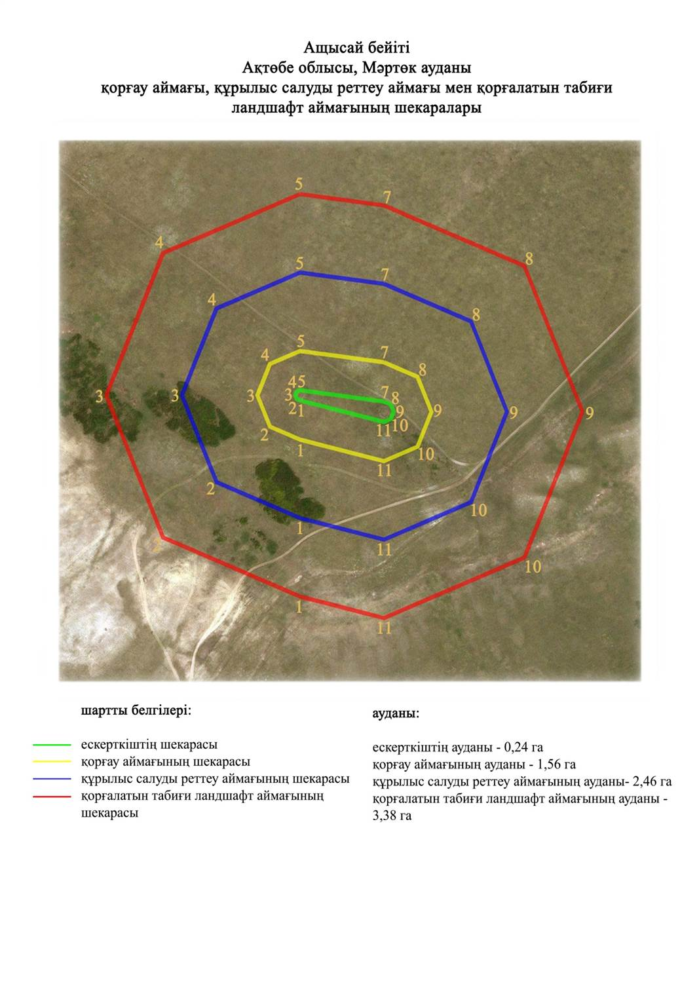 Ащысай бейіті
Ақтөбе облысы, Мәртөк ауданы
қорғау аймағы, құрылыс салуды реттеу аймағы мен қорғалатын табиғи
ландшафт аймағының шекаралары
5
7
4
8
5
7
4
8
5
7
4
8
45
3
3
3
3
7
8
9
9
9
9
21
11
10
2
1
10
11
2
10
1
11
2
10
1
11
шартты белгілері:
ескерткіштің шекарасы
қорғау аймағының шекарасы
құрылыс салуды реттеу аймағының шекарасы
қорғалатын табиғи ландшафт аймағының
шекарасы
ауданы:
ескерткіштің ауданы - 0,24 га
қорғау аймағының ауданы - 1,56 га
құрылыс салуды реттеу аймағының ауданы- 2,46 га
қорғалатын табиғи ландшафт аймағының ауданы -
3,38 га